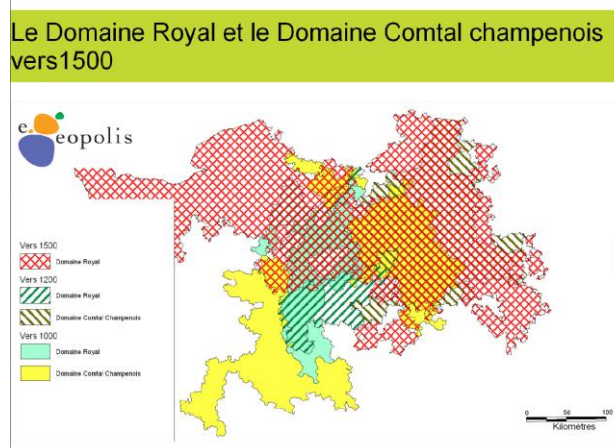 Le Domaine Royal et le Domaine Comtal champenois
vers1500
e.
eopolis
Vers 1500
Domaine Royal
Vers 1200
Domaine Royal
Domaine Comtal Champenois
Vers 1000
Domaine Royal
Domaine Comtal Champenois
0 50 100
Kilomètres